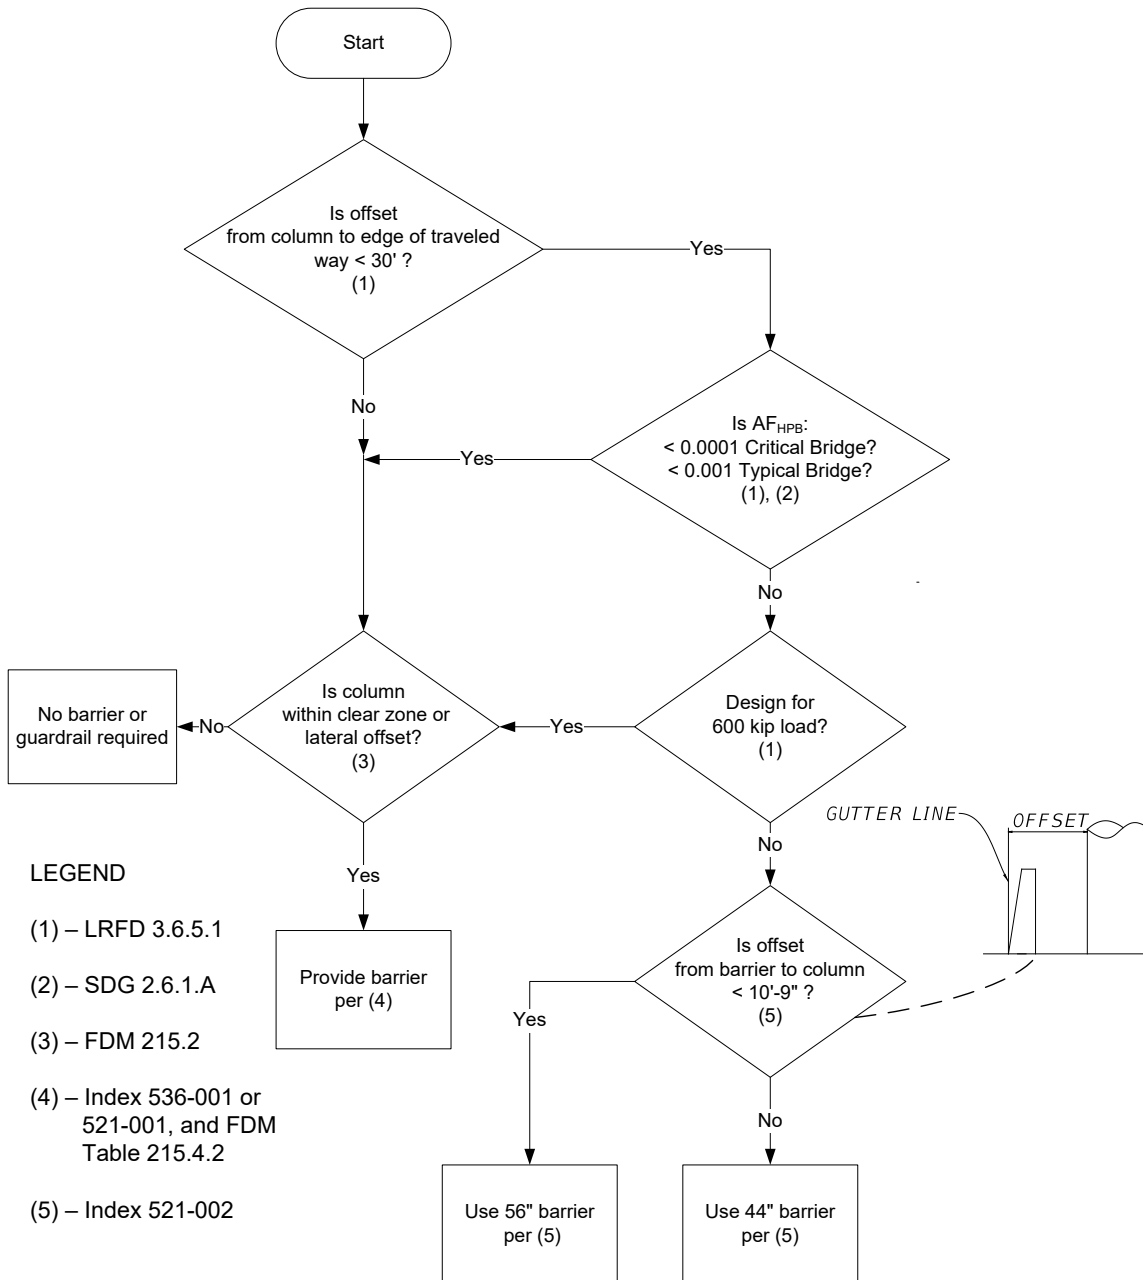 Start
Is offset
from column to edge of traveled
way < 30' ?
(1)
Yes
No
Is AFHPB:
< 0.0001 Critical Bridge?
< 0.001 Typical Bridge?
(1), (2)
Yes
No
Is column
within clear zone or
lateral offset?
(3)
No
No barrier or
guardrail required
Yes
Design for
600 kip load?
(1)
Yes
No
GUTTER LINE
OFFSET
Provide barrier
per (4)
Is offset
from barrier to column
< 10'-9" ?
(5)
Yes
No
Use 56" barrier
per (5)
Use 44" barrier
per (5)
LEGEND
(1) – LRFD 3.6.5.1
(2) – SDG 2.6.1.A
(3) – FDM 215.2
(4) – Index 536-001 or
521-001, and FDM
Table 215.4.2
(5) – Index 521-002